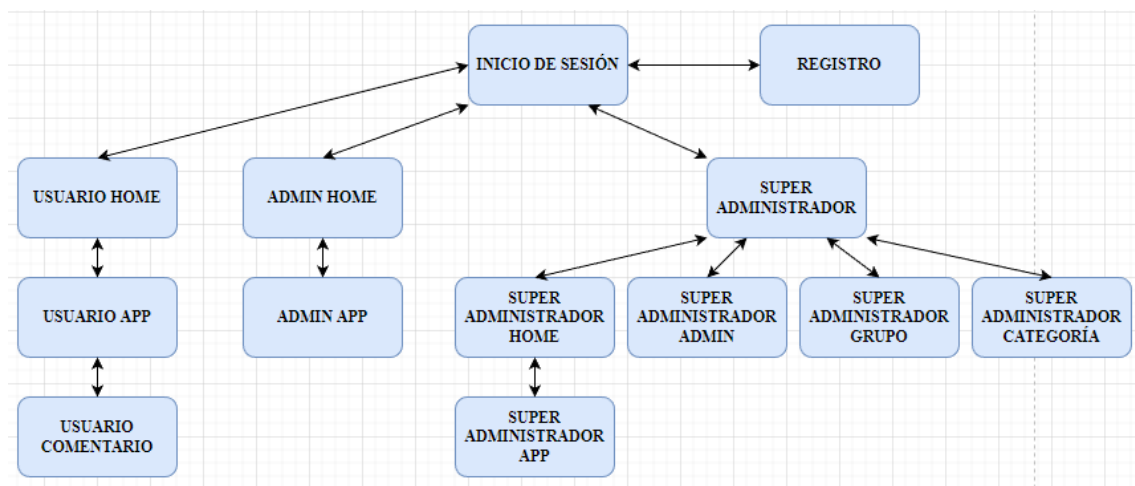 INICIO DE SESIÓN
REGISTRO
USUARIO HOME
ADMIN HOME
SUPER
ADMINISTRADOR
USUARIO APP
ADMIN APP
SUPER
ADMINISTRADOR
HOME
SUPER
ADMINISTRADOR
ADMIN
SUPER
ADMINISTRADOR
GRUPO
SUPER
ADMINISTRADOR
CATEGORÍA
USUARIO
COMENTARIO
SUPER
ADMINISTRADOR
APP